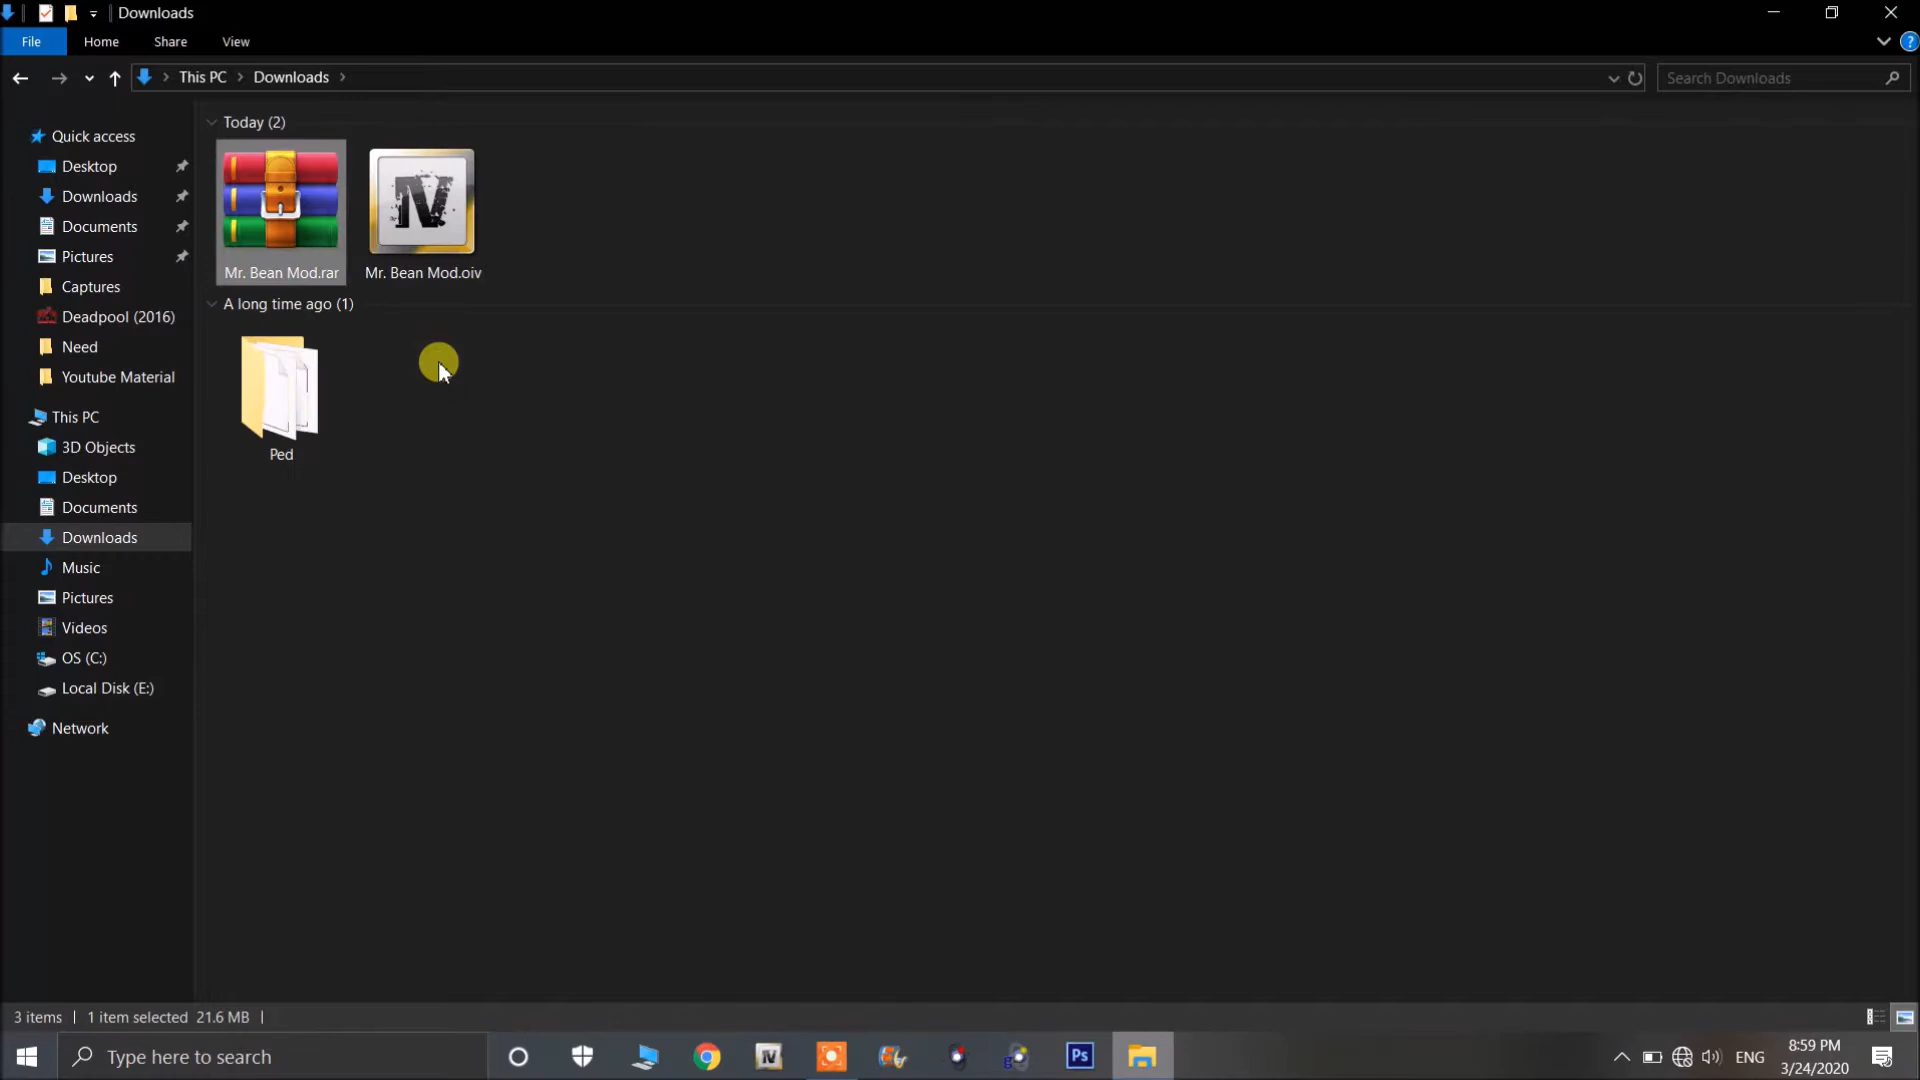 Downloads
File Home Share View
This PC Downloads
Search Downloads
Quick access
Desktop
Downloads
Documents
Pictures
Captures
Deadpool (2016)
Need
Youtube Material
This PC
3D Objects
Desktop
Documents
Downloads
Music
Pictures
Videos
OS (C:)
Local Disk (E:)
Network
Today (2)
IV
Mr. Bean Mod.rar Mr. Bean Mod.oiv
A long time ago (1)
Ped
3 items 1 item selected 21.6 MB
Type here to search
IV
Ps
ENG
8:59 PM
3/24/2020